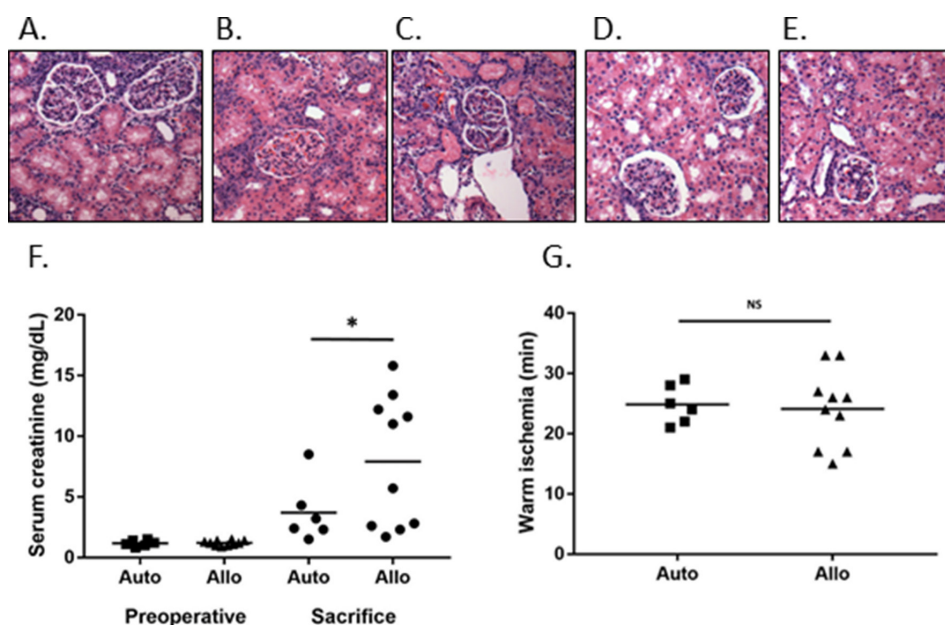 A. B. C. D. E.
F. G.
Serum creatinine (mg/dL)
20
15
10
5
0
*
Auto Allo Auto Allo
Preoperative Sacrifice
Warm ischemia (min)
40
30
20
10
0
NS
Auto Allo